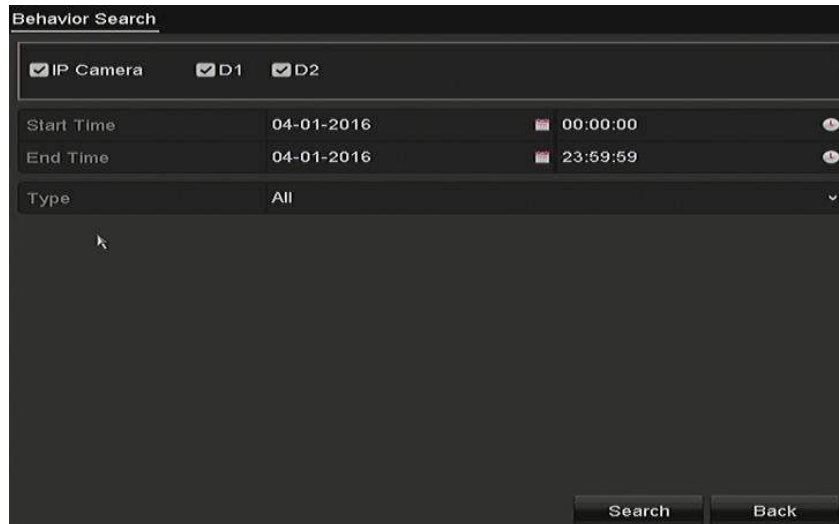 Behavior Search
IP Camera D1 D2
Start Time 04-01-2016 00:00:00
End Time 04-01-2016 23:59:59
Type All
Search Back